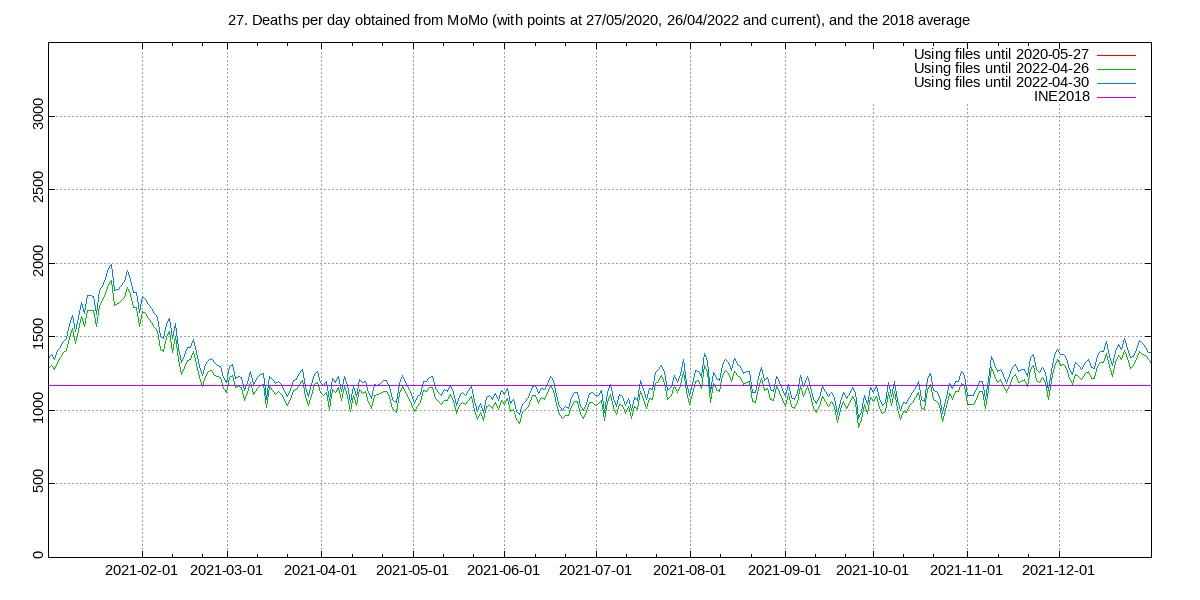 27. Deaths per day obtained from MoMo (with points at 27/05/2020, 26/04/2022 and current), and the 2018 average
Using files until 2020-05-27
Using files until 2022-04-26
Using files until 2022-04-30
INE2018
3000
2500
2000
1500
1000
500
0
2021-02-01 2021-03-01 2021-04-01 2021-05-01 2021-06-01 2021-07-01 2021-08-01 2021-09-01 2021-10-01 2021-11-01 2021-12-01